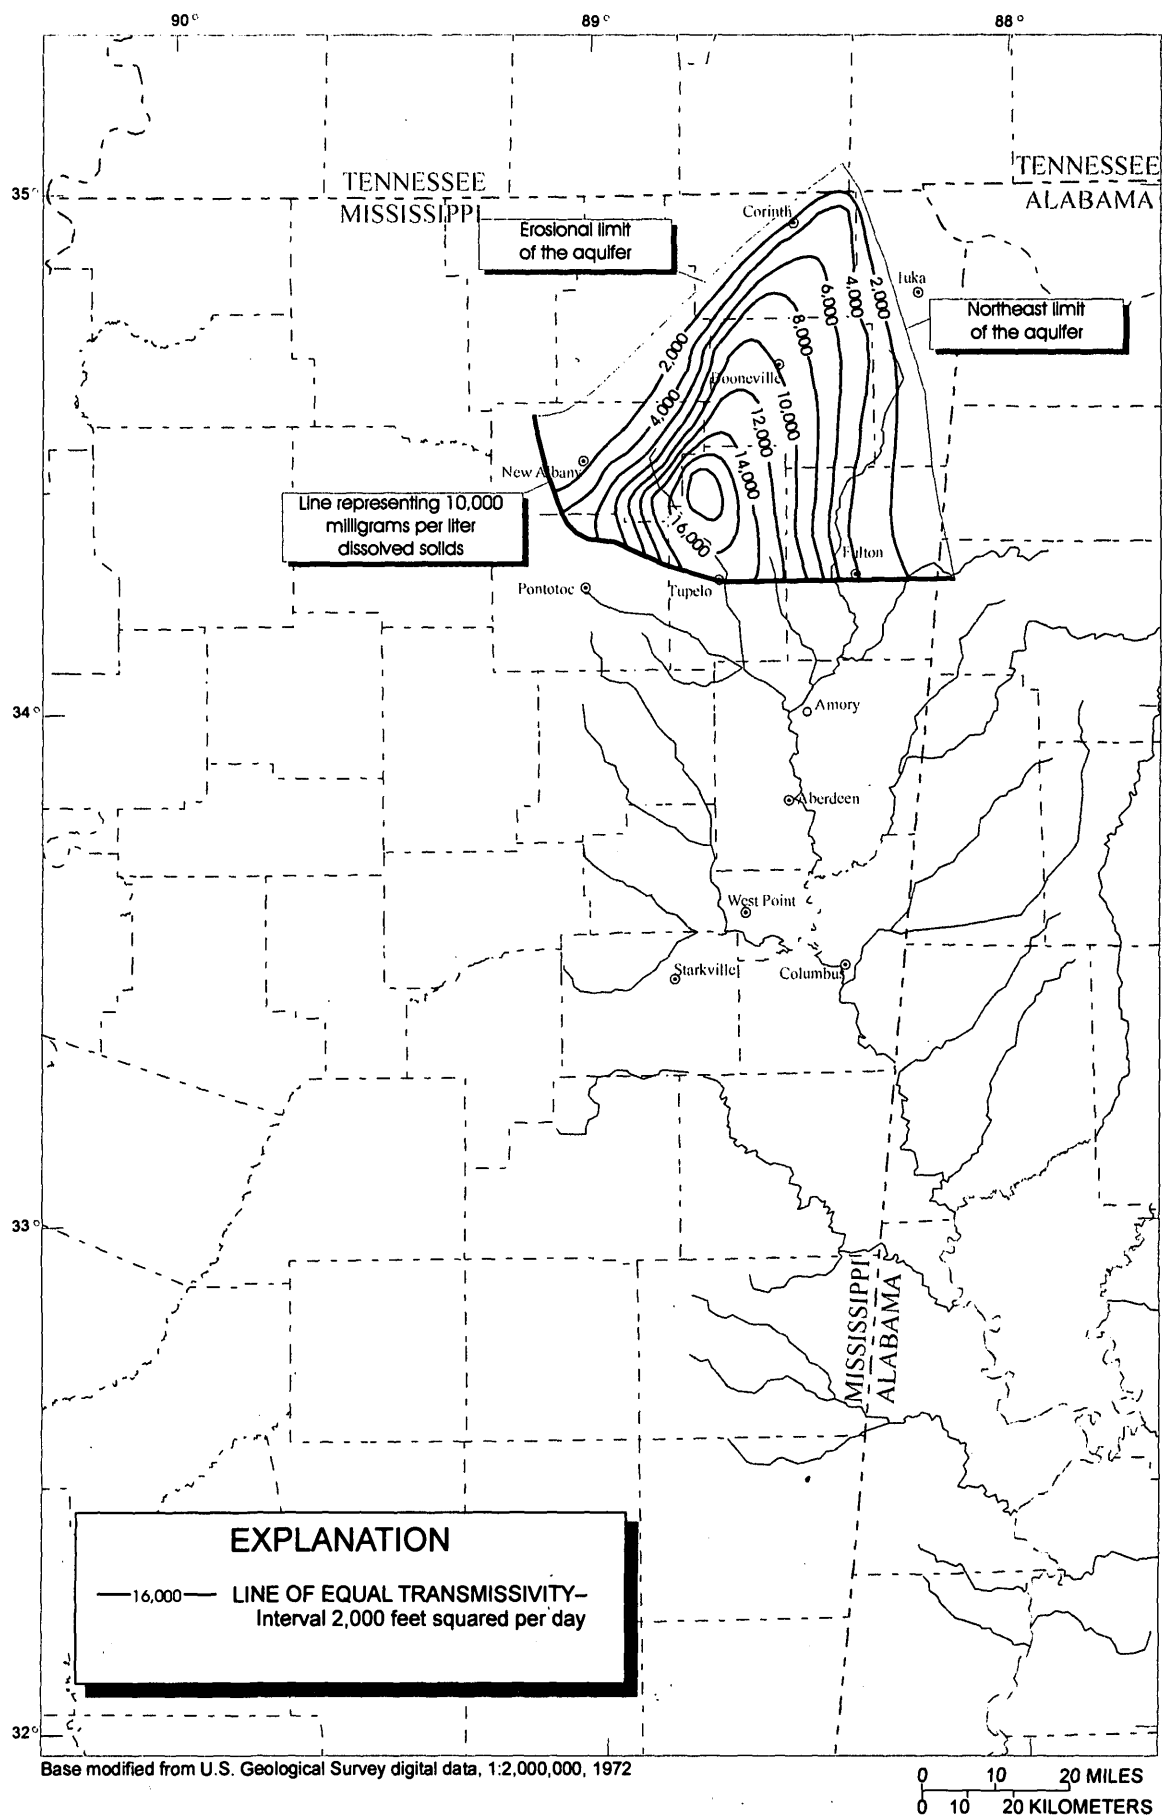 90°
89°
88°
35°
TENNESSEE
MISSISSIPPI
TENNESSEE
ALABAMA
Corinth
Erosional limit
of the aquifer
Iuka
Northeast limit
of the aquifer
2,000
4,000
6,000
8,000
2,000
4,000
Booneville
10,000
12,000
14,000
16,000
New Albany
Line representing 10,000
milligrams per liter
dissolved solids
Fulton
Pontotoc
Tupelo
34°
Amory
Aberdeen
West Point
Starkville
Columbus
33°
MISSISSIPPI
ALABAMA
EXPLANATION
16,000 LINE OF EQUAL TRANSMISSIVITY–
Interval 2,000 feet squared per day
32°
Base modified from U.S. Geological Survey digital data, 1:2,000,000, 1972
0 10 20 MILES
0 10 20 KILOMETERS